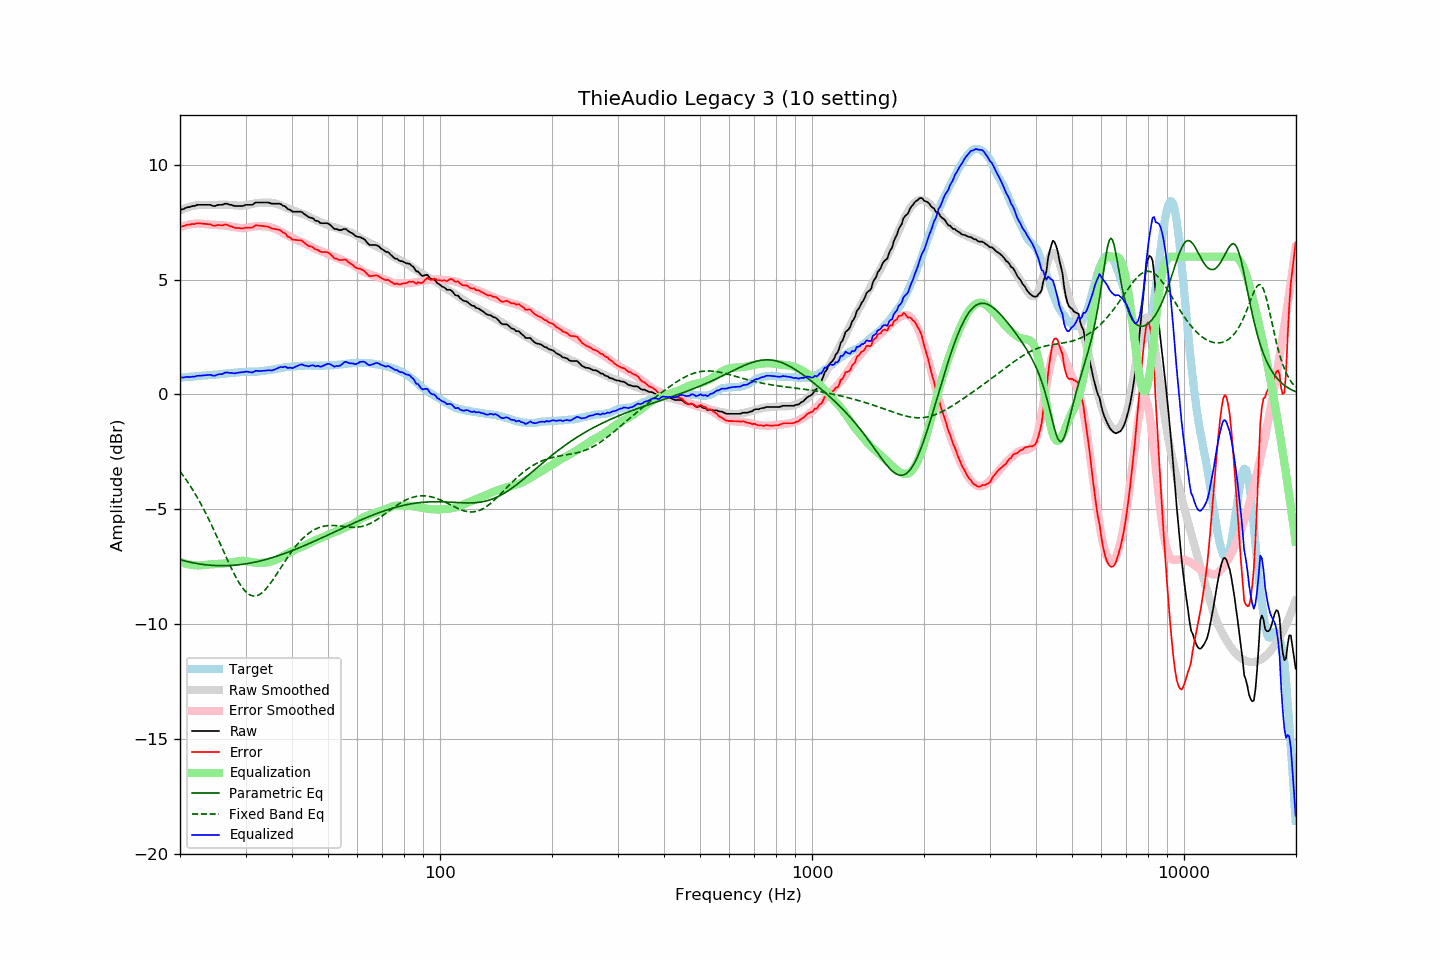 ThieAudio Legacy 3 (10 setting)
10
5
0
−5
−10
−15
−20
Amplitude (dBr)
Target
Raw Smoothed
Error Smoothed
Raw
Error
Equalization
Parametric Eq
Fixed Band Eq
Equalized
100
1000
10000
Frequency (Hz)